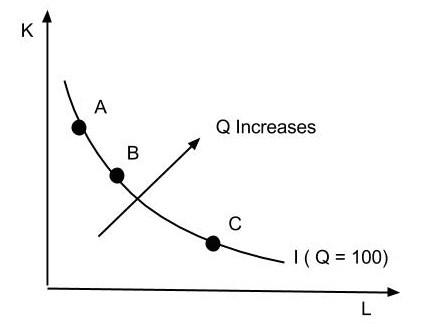 K
A
B
Q Increases
C
I ( Q = 100)
L